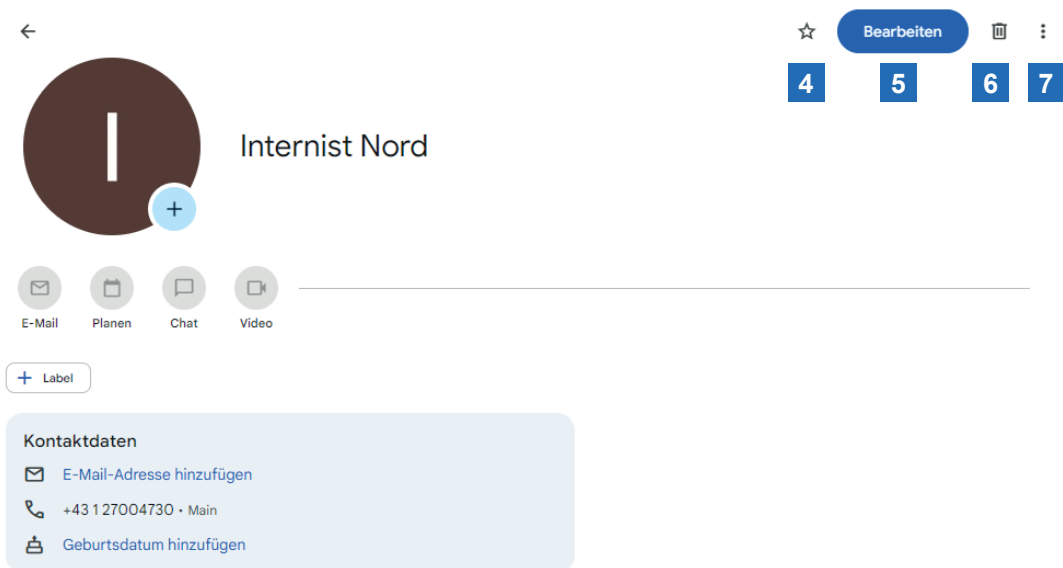 Bearbeiten
4 5 6 7
I
Internist Nord
E-Mail Planen Chat Video
Label
Kontaktdaten
E-Mail-Adresse hinzufügen
+43 1 27004730 • Main
Geburtsdatum hinzufügen